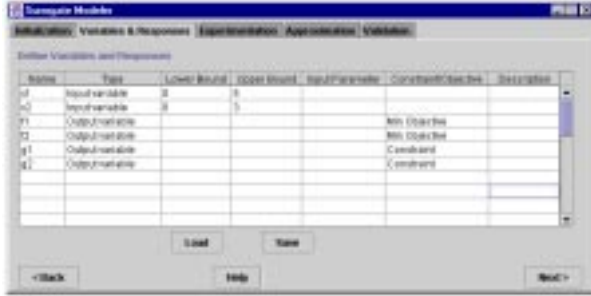 Surrogate Modeler
Initialization Variables & Responses Experimentation Approximation Validation
Define Variables and Responses
Name Type Lower Bound Upper Bound Input Parameter Constraint/Objective Description
x1 Input variable 0
x2 Input variable 0 3
f1 Output variable Min Objective
f2 Output variable Min Objective
g1 Output variable Constraint
g2 Output variable Constraint
Load Save
<Back Help Next>